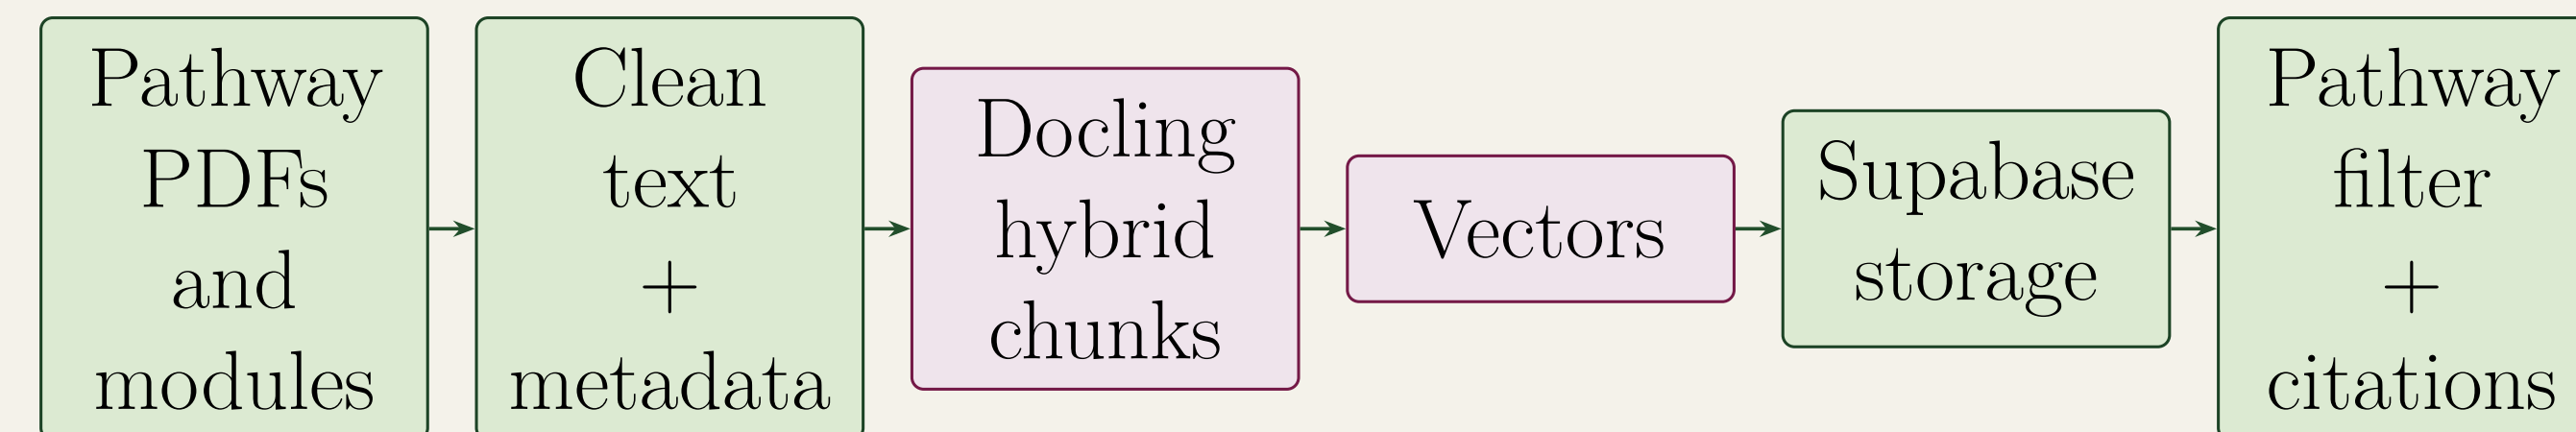 Pathway
PDFs
and
modules
Clean
text
+
metadata
Docling
hybrid
chunks
Vectors
Supabase
storage
Pathway
filter
+
citations